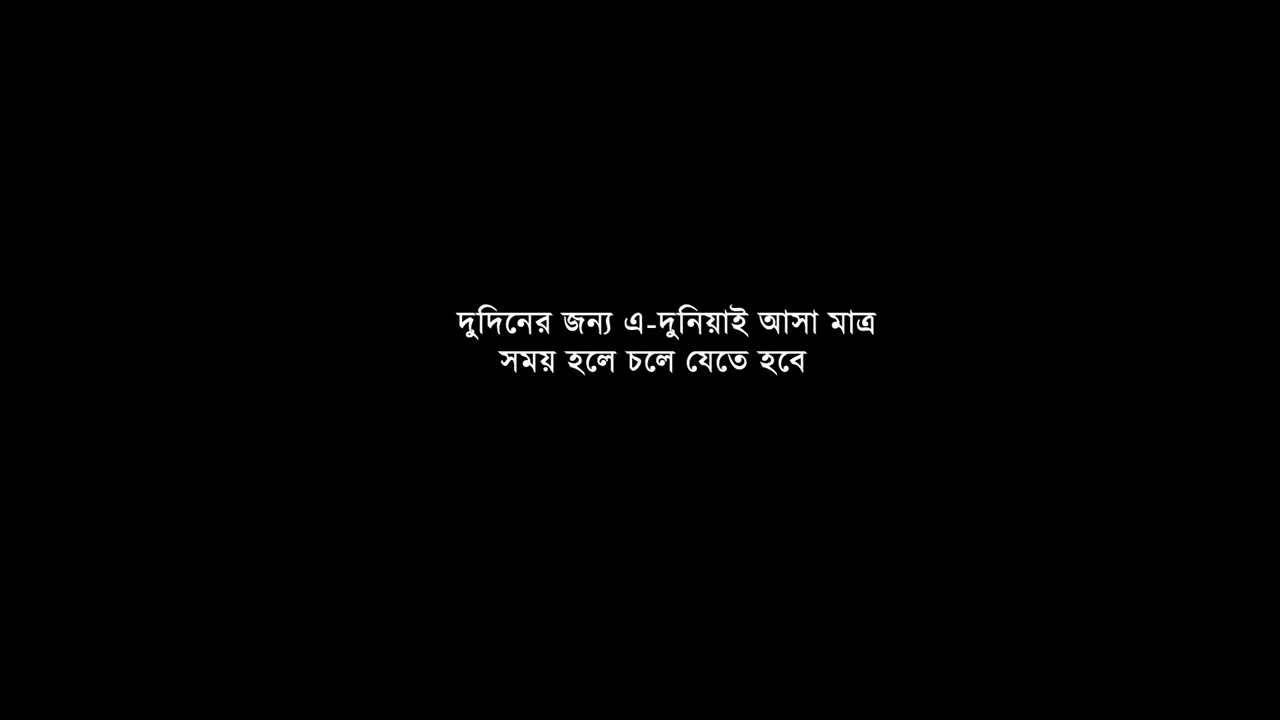 দুদিনের জন্য এ-দুনিয়াই আসা মাত্র
সময় হলে চলে যেতে হবে